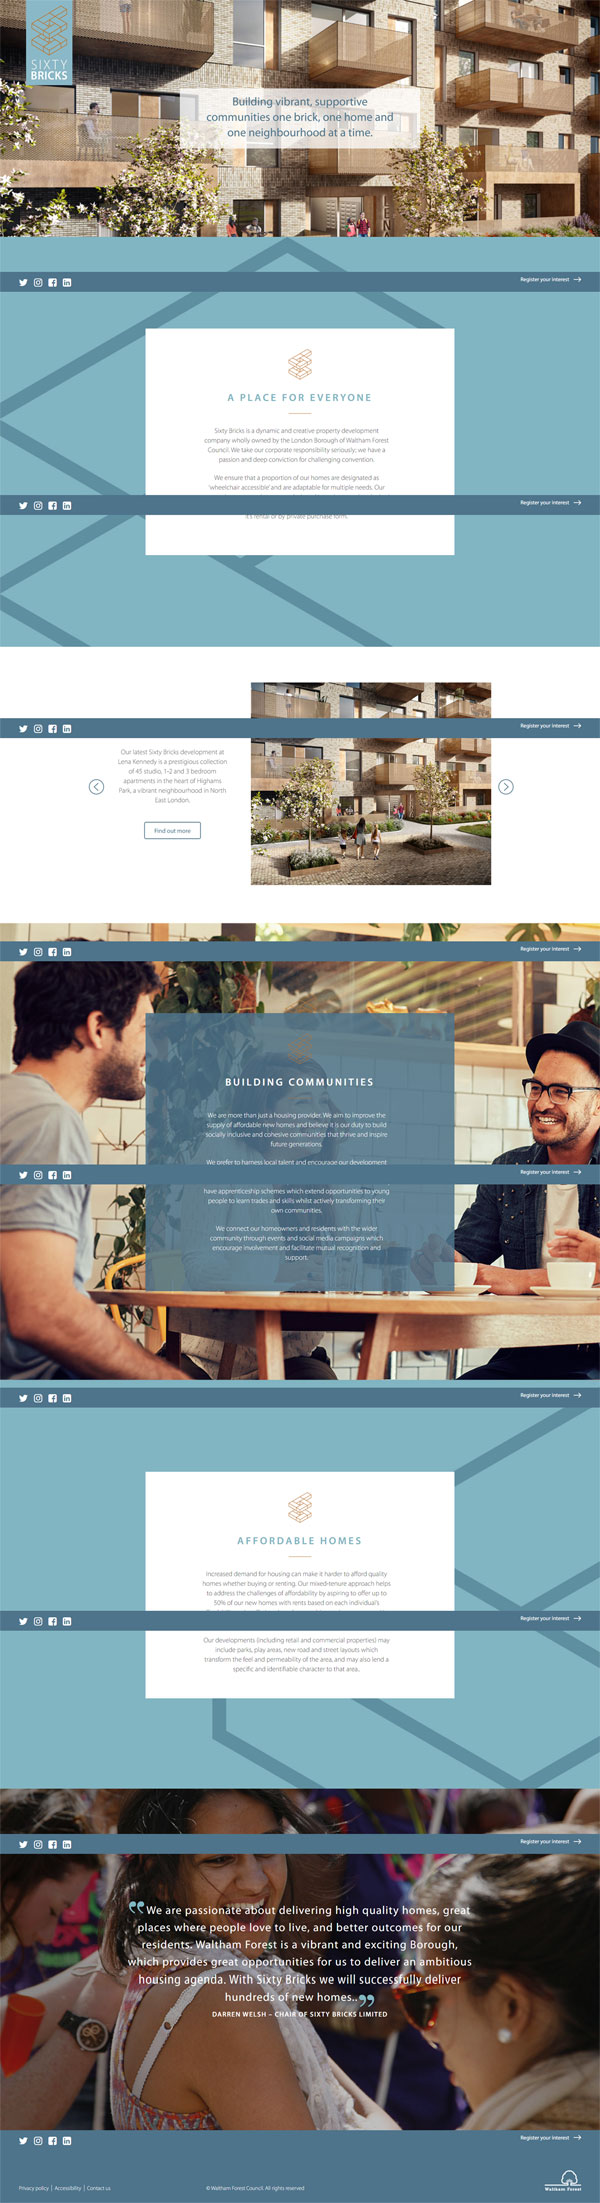 SIXTY
BRICKS
Building vibrant, supportive
communities one brick, one home and
one neighbourhood at a time.
Register your interest
A PLACE FOR EVERYONE
Sixty Bricks is a dynamic and creative property development
company wholly owned by the London Borough of Waltham Forest
Council. We take our corporate responsibility seriously; we have a
passion and deep conviction for challenging convention.
We ensure that a proportion of our homes are designated as
'wheelchair accessible' and are adaptable for multiple needs. Our
Register your interest
it's rental or by private purchase form.
Register your interest
Our latest Sixty Bricks development at
Lena Kennedy is a prestigious collection
of 45 studio, 1-2 and 3 bedroom
apartments in the heart of Highams
Park, a vibrant neighbourhood in North
East London.
Find out more
Register your interest
BUILDING COMMUNITIES
We are more than just a housing provider. We aim to improve the
supply of affordable new homes and believe it is our duty to build
socially inclusive and cohesive communities that thrive and inspire
future generations.
We prefer to harness local talent and encourage our development
Register your interest
have apprenticeship schemes which extend opportunities to young
people to learn trades and skills whilst actively transforming their
own communities.
We connect our homeowners and residents with the wider
community through events and social media campaigns which
encourage involvement and facilitate mutual recognition and
support.
Register your interest
AFFORDABLE HOMES
Increased demand for housing can make it harder to afford quality
homes whether buying or renting. Our mixed-tenure approach helps
to address the challenges of affordability by aspiring to offer up to
50% of our new homes with rents based on each individual's
Register your interest
Our developments (including retail and commercial properties) may
include parks, play areas, new road and street layouts which
transform the feel and permeability of the area, and may also lend a
specific and identifiable character to that area..
Register your interest
“We are passionate about delivering high quality homes, great
places where people love to live, and better outcomes for our
residents. Waltham Forest is a vibrant and exciting Borough,
which provides great opportunities for us to deliver an ambitious
housing agenda. With Sixty Bricks we will successfully deliver
hundreds of new homes..”
DARREN WELSH – CHAIR OF SIXTY BRICKS LIMITED
Register your interest
Privacy policy | Accessibility | Contact us
© Waltham Forest Council. All rights reserved
Waltham Forest